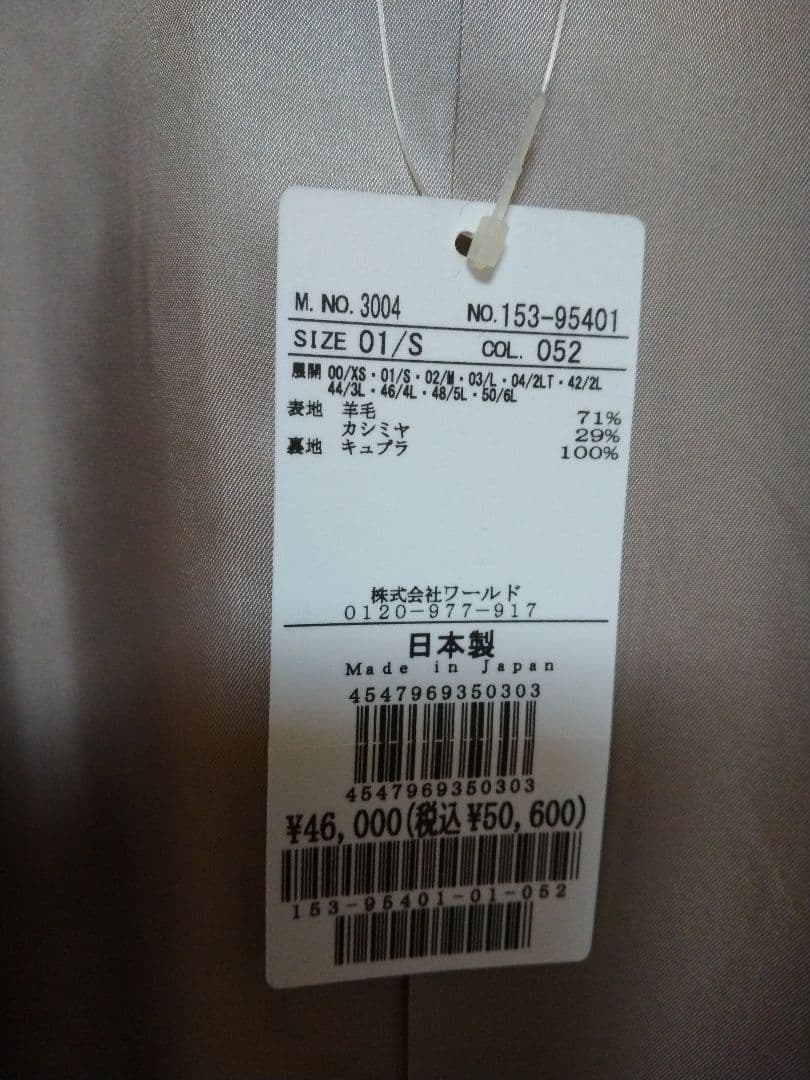 M. NO. 3004 NO. 153-95401
SIZE 01/S COL. 052
展開 00/XS・01/S・02/M・03/L・04/2LT・42/2L
44/3L・46/4L・48/5L・50/6L
表地 羊毛 71%
カシミヤ 29%
裏地 キュプラ 100%
株式会社ワールド
0120-977-917
日本製
Made in Japan
4547969350303
4547969350303
¥46,000(税込¥50,600)
153-95401-01-052